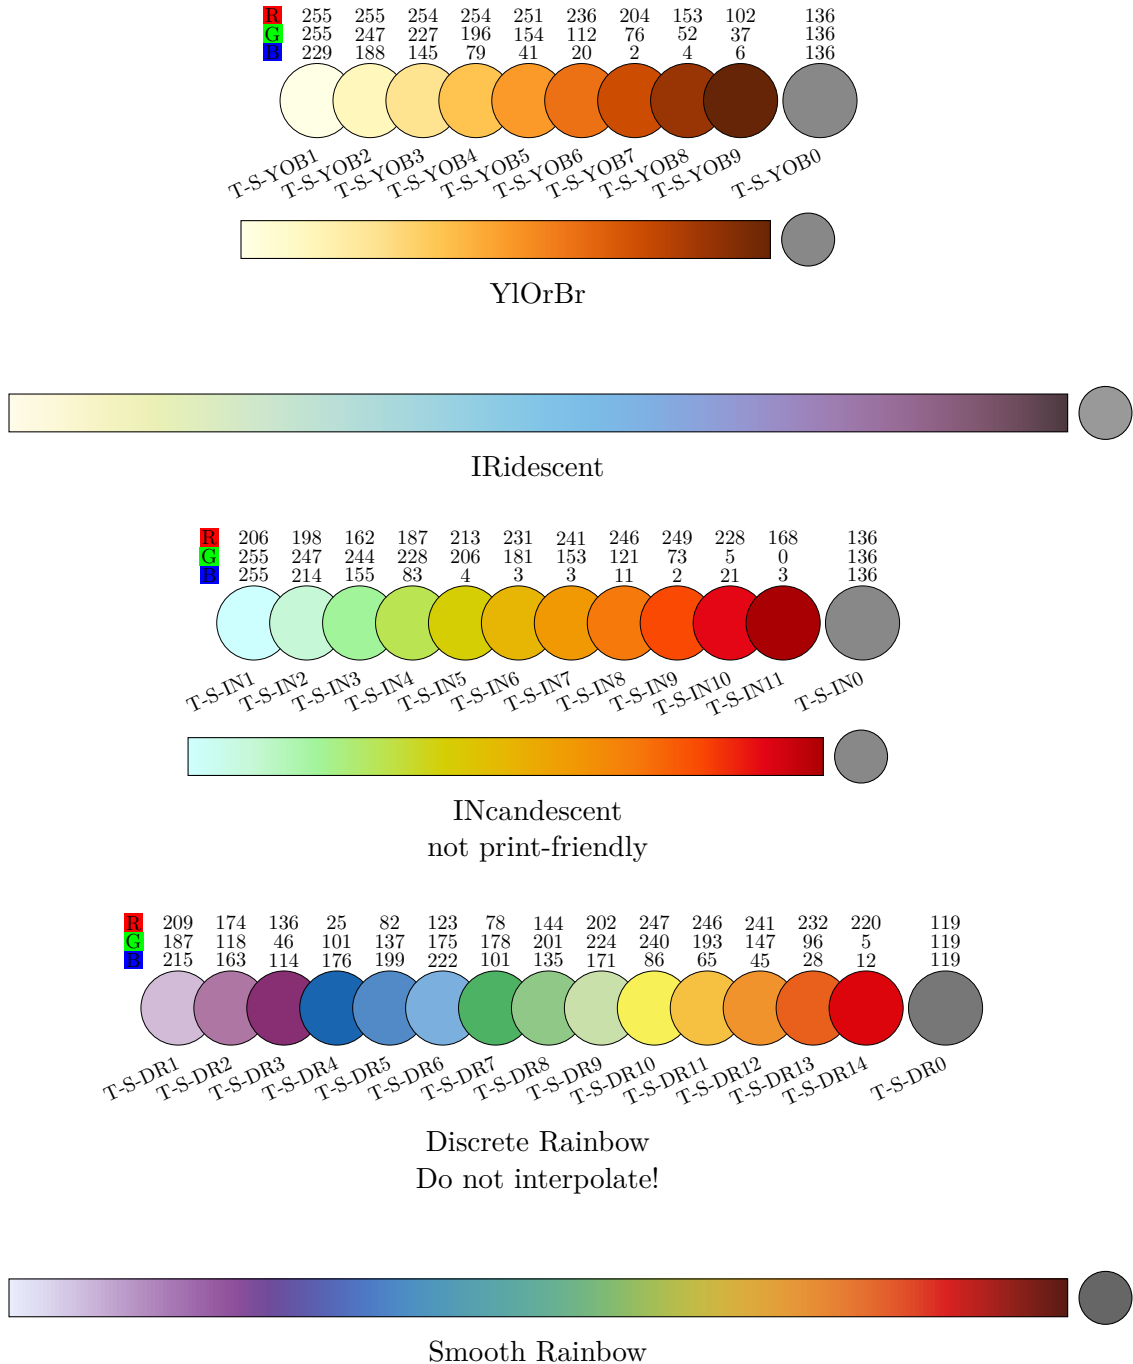 R 255 255 254 254 251 236 204 153 102 136
G 255 247 227 196 154 112 76 52 37 136
B 229 188 145 79 41 20 2 4 6 136
T-S-YOB1 T-S-YOB2 T-S-YOB3 T-S-YOB4 T-S-YOB5 T-S-YOB6 T-S-YOB7 T-S-YOB8 T-S-YOB9 T-S-YOB0
YlOrBr
IRidescent
R 206 198 162 187 213 231 241 246 249 228 168 136
G 255 247 244 228 206 181 153 121 73 5 0 136
B 255 214 155 83 4 3 3 11 2 21 3 136
T-S-IN1 T-S-IN2 T-S-IN3 T-S-IN4 T-S-IN5 T-S-IN6 T-S-IN7 T-S-IN8 T-S-IN9 T-S-IN10 T-S-IN11 T-S-IN0
INcandescent
not print-friendly
R 209 174 136 25 82 123 78 144 202 247 246 241 232 220 119
G 187 118 46 101 137 175 178 201 224 240 193 147 96 5 119
B 215 163 114 176 199 222 101 135 171 86 65 45 28 12 119
T-S-DR1 T-S-DR2 T-S-DR3 T-S-DR4 T-S-DR5 T-S-DR6 T-S-DR7 T-S-DR8 T-S-DR9 T-S-DR10 T-S-DR11 T-S-DR12 T-S-DR13 T-S-DR14 T-S-DR0
Discrete Rainbow
Do not interpolate!
Smooth Rainbow